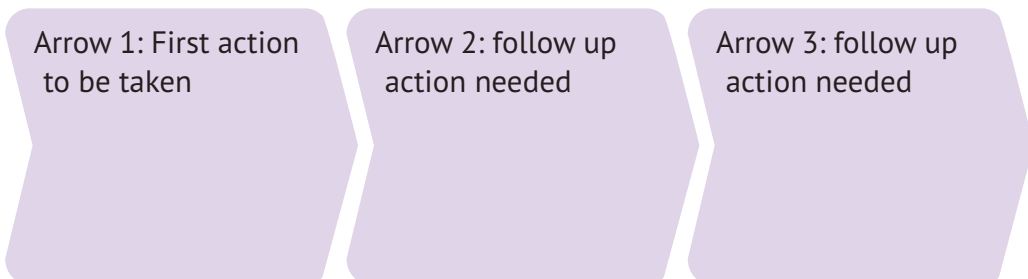 Arrow 1: First action
to be taken
Arrow 2: follow up
action needed
Arrow 3: follow up
action needed